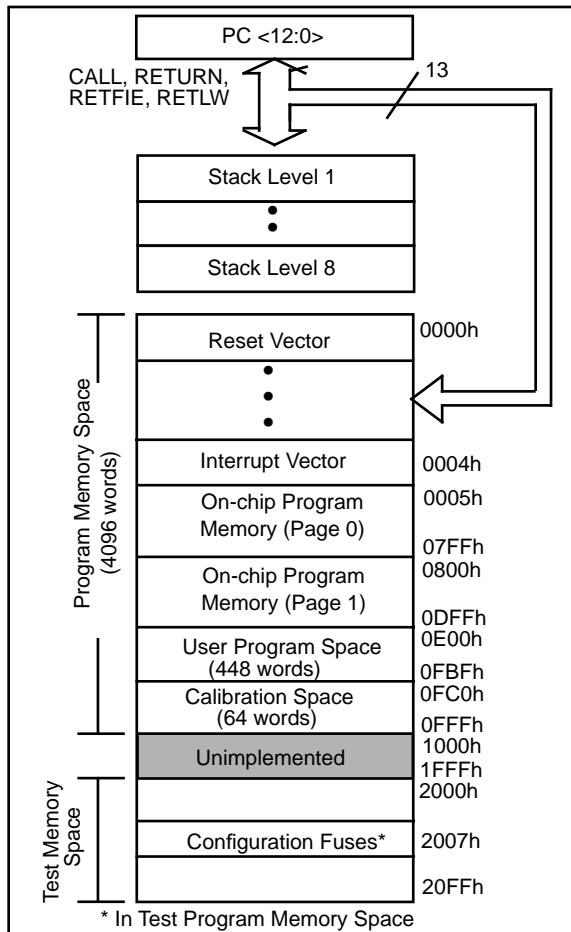 PC <12:0>
CALL, RETURN,
RETFIE, RETLW
13
Stack Level 1
Stack Level 8
Program Memory Space
(4096 words)
Reset Vector
0000h
Interrupt Vector
0004h
On-chip Program
Memory (Page 0)
0005h
07FFh
On-chip Program
Memory (Page 1)
0800h
0DFFh
User Program Space
(448 words)
0E00h
0FBFh
Calibration Space
(64 words)
0FC0h
0FFFh
Unimplemented
1000h
1FFFh
Test Memory
Space
2000h
Configuration Fuses*
2007h
20FFh
* In Test Program Memory Space